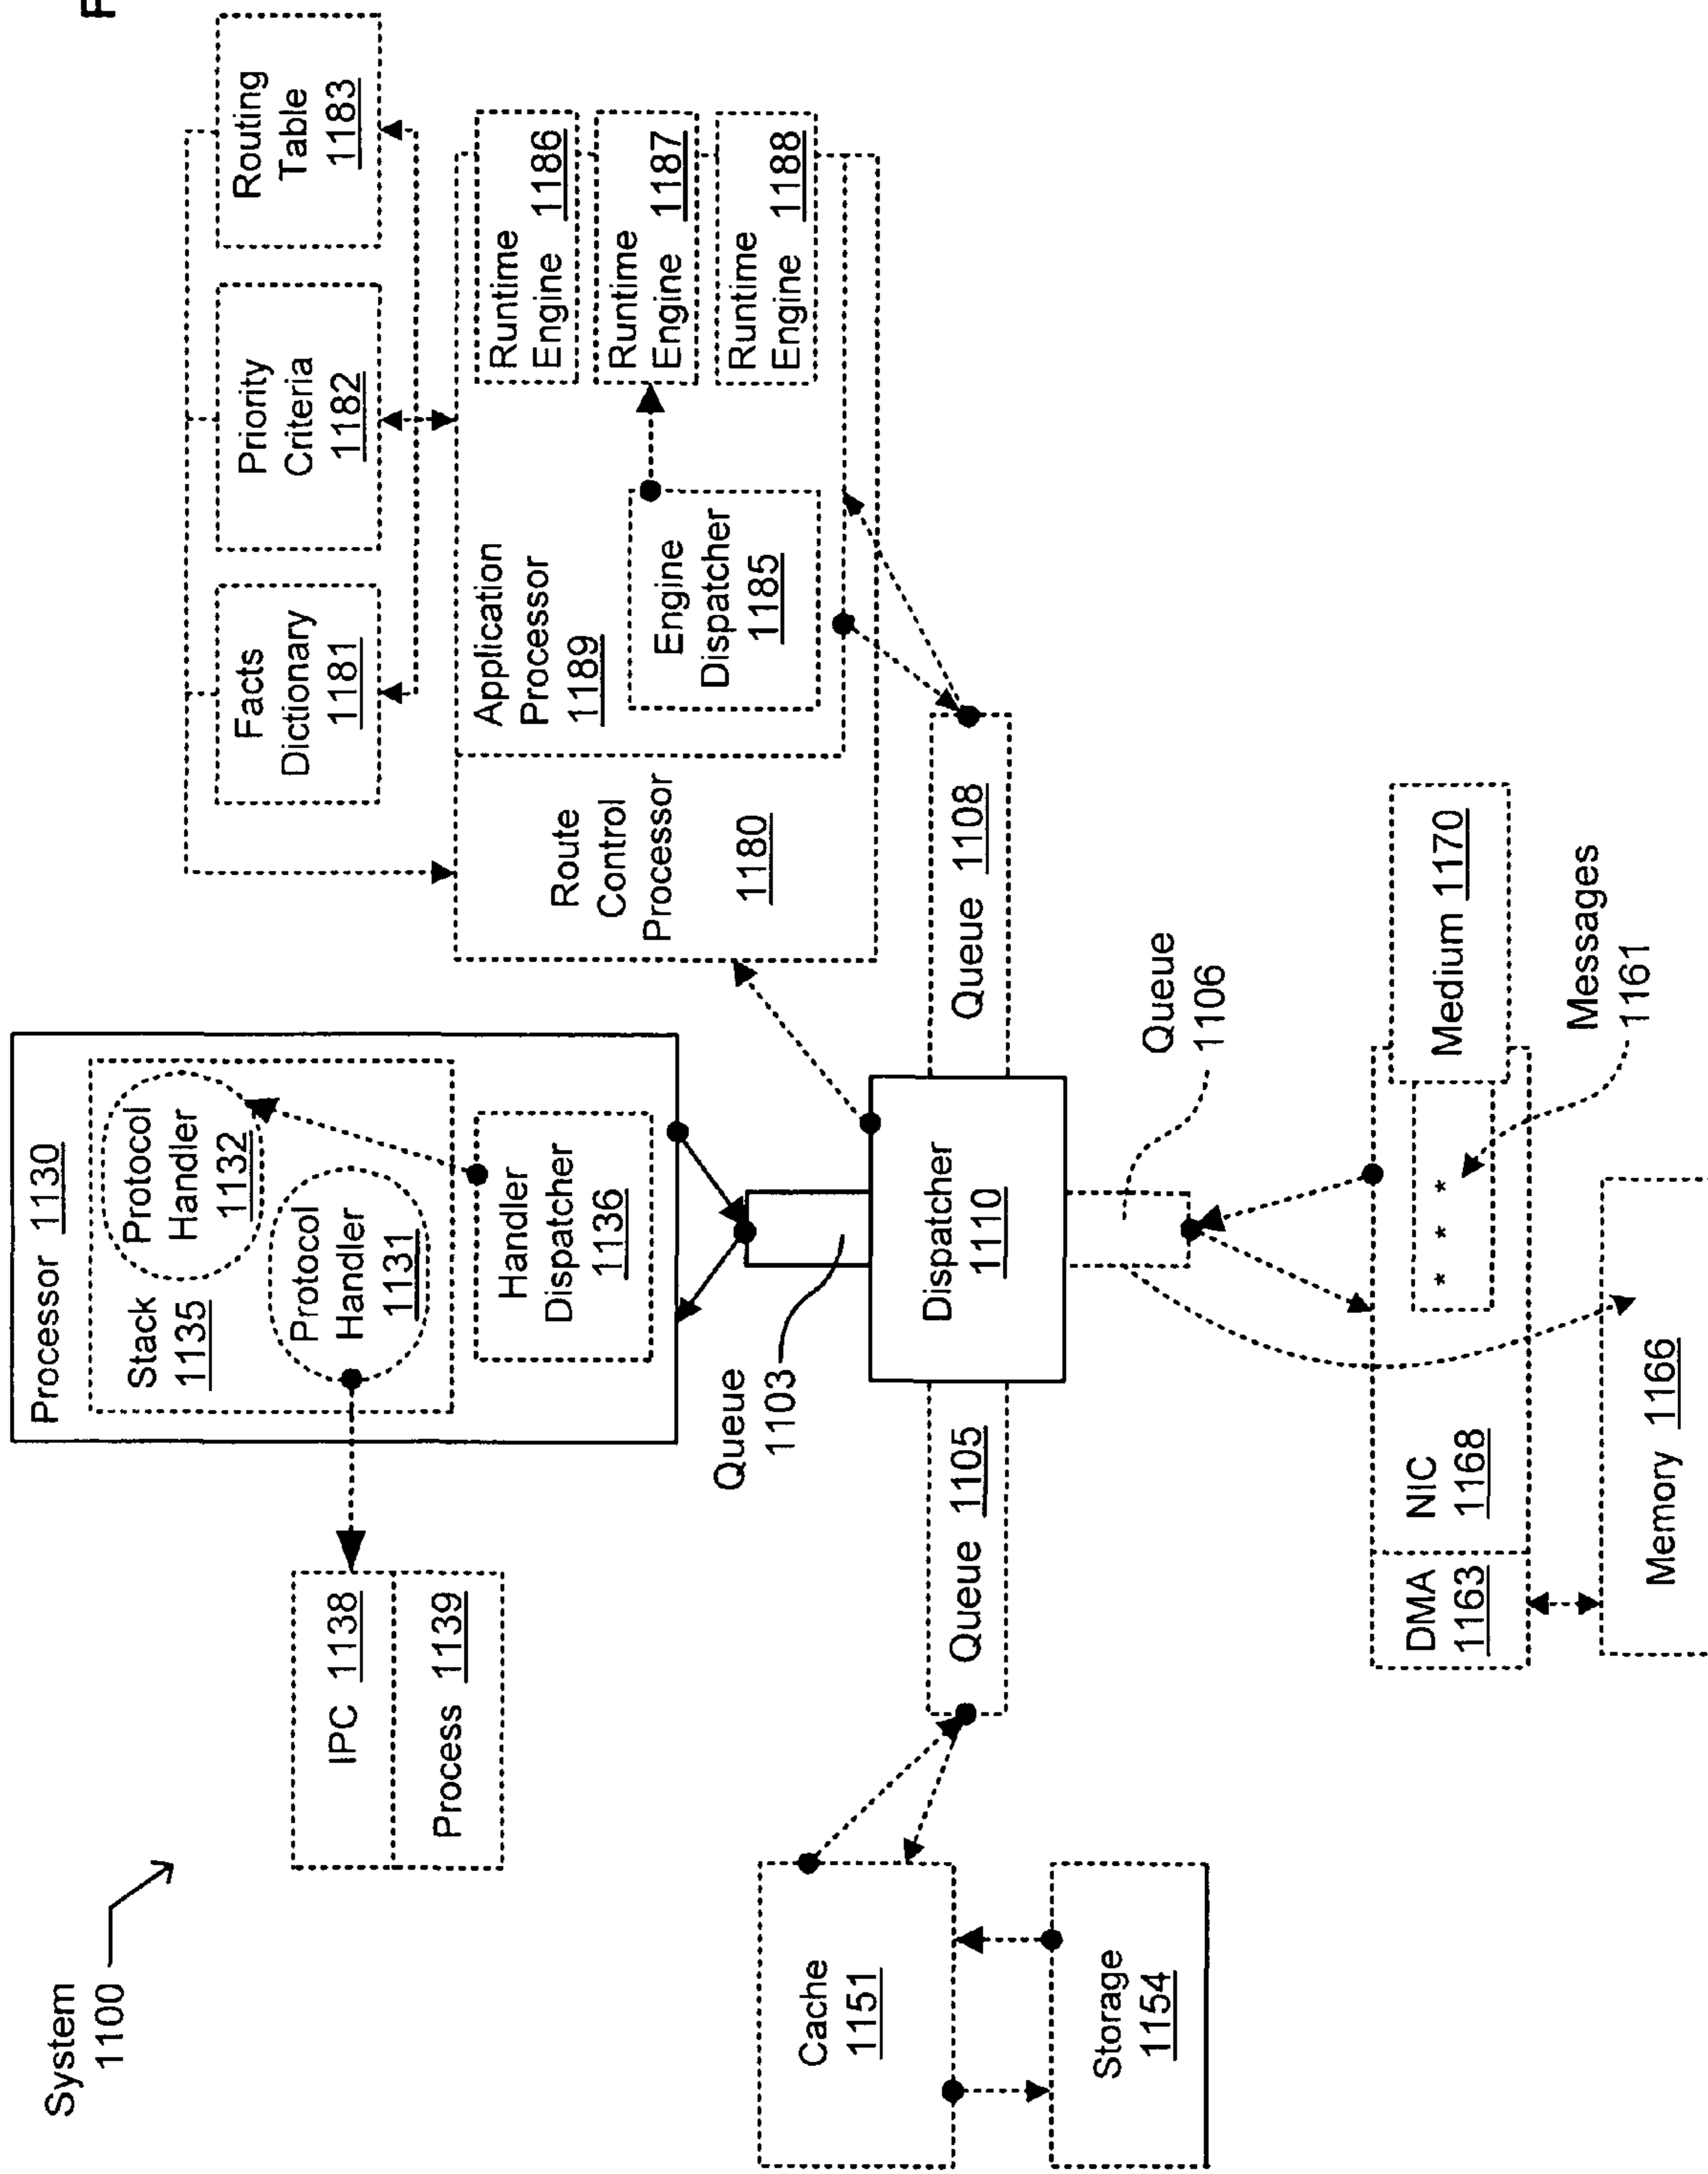 F
System
1100
Processor 1130
Stack
1135
Protocol
Handler
1132
Protocol
Handler
1131
Handler
Dispatcher
1136
IPC 1138
Process 1139
Facts
Dictionary
1181
Priority
Criteria
1182
Routing
Table
1183
Route
Control
Processor
1180
Application
Processor
1189
Engine
Dispatcher
1185
Runtime
Engine 1186
Runtime
Engine 1187
Runtime
Engine 1188
Queue
1103
Cache
1151
Storage
1154
Queue 1105
Dispatcher
1110
Queue 1108
Queue
1106
DMA
1163
NIC
1168
* * *
Medium 1170
Messages
1161
Memory 1166